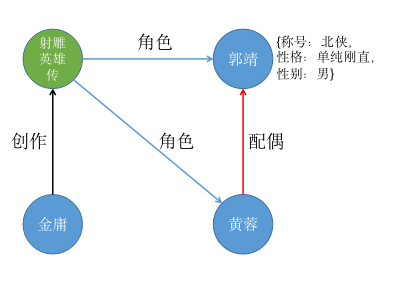 射雕
英雄
传
角色
郭靖
{称号：北侠，
性格：单纯刚直，
性别：男}
创作
角色
配偶
金庸
黄蓉